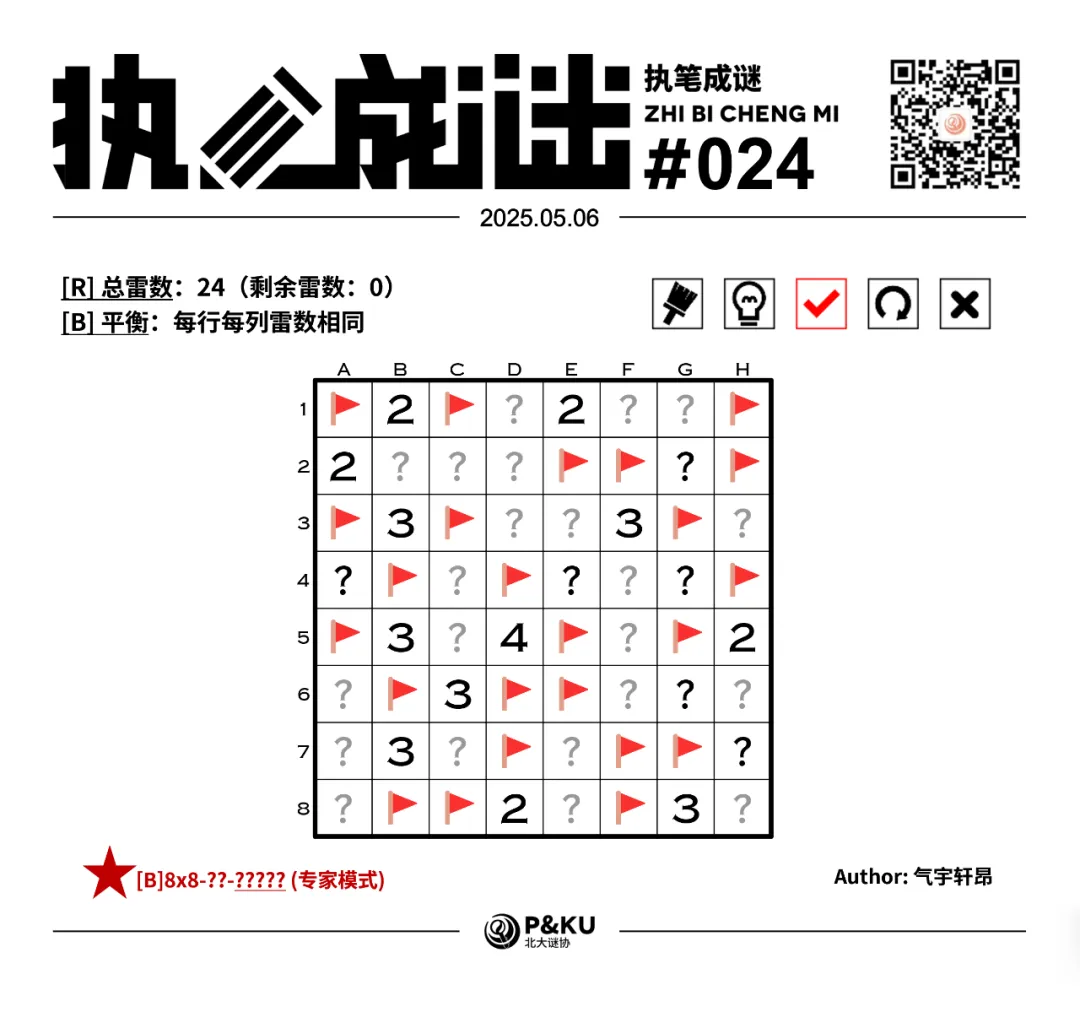 执笔成谜
执笔成谜
ZHI BI CHENG MI
#024
2025.05.06
[R] 总雷数：24（剩余雷数：0）
[B] 平衡：每行每列雷数相同
A B C D E F G H
1 2 ? 2 ? ?
2 2 ? ? ? ?
3 3 ? ? 3 ?
4 ? ? ? ? ?
5 3 ? 4 ? 2
6 ? 3 ? ? ?
7 ? 3 ? ? ?
8 ? 2 ? 3 ?
[B]8x8-??-????? (专家模式)
Author: 气宇轩昂
P&KU
北大谜协